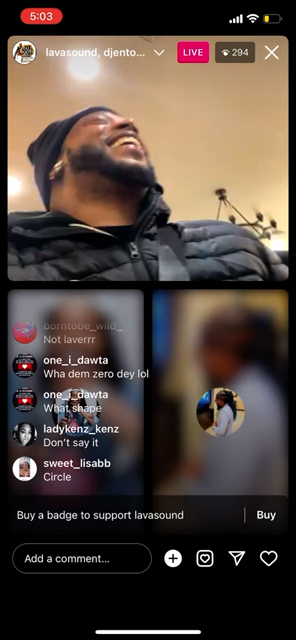 5:03
lavasound, djento...
LIVE
294
borntobe_wild_
Not laverrr
one_i_dawta
Wha dem zero dey lol
one_i_dawta
What shape
ladykenz_kenz
Don't say it
sweet_lisabb
Circle
Buy a badge to support lavasound
Buy
Add a comment...